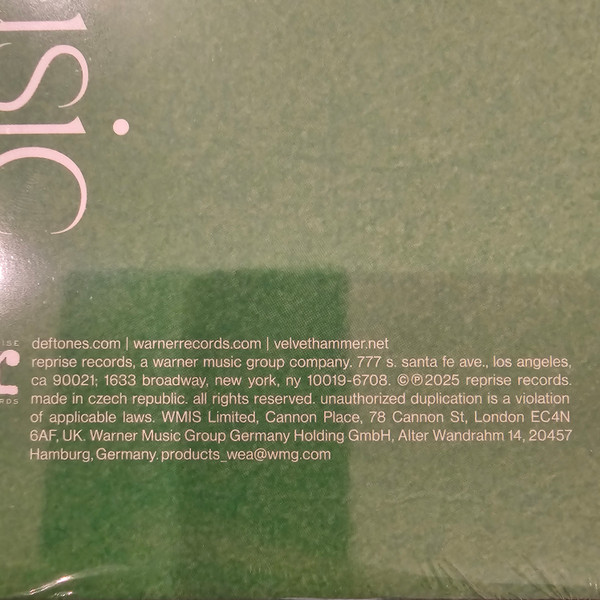 usic
deftones.com | warnerrecords.com | velvethammer.net
reprise records, a warner music group company. 777 s. santa fe ave., los angeles,
ca 90021; 1633 broadway, new york, ny 10019-6708. ©℗2025 reprise records.
made in czech republic. all rights reserved. unauthorized duplication is a violation
of applicable laws. WMIS Limited, Cannon Place, 78 Cannon St, London EC4N
6AF, UK. Warner Music Group Germany Holding GmbH, Alter Wandrahm 14, 20457
Hamburg, Germany. products_wea@wmg.com